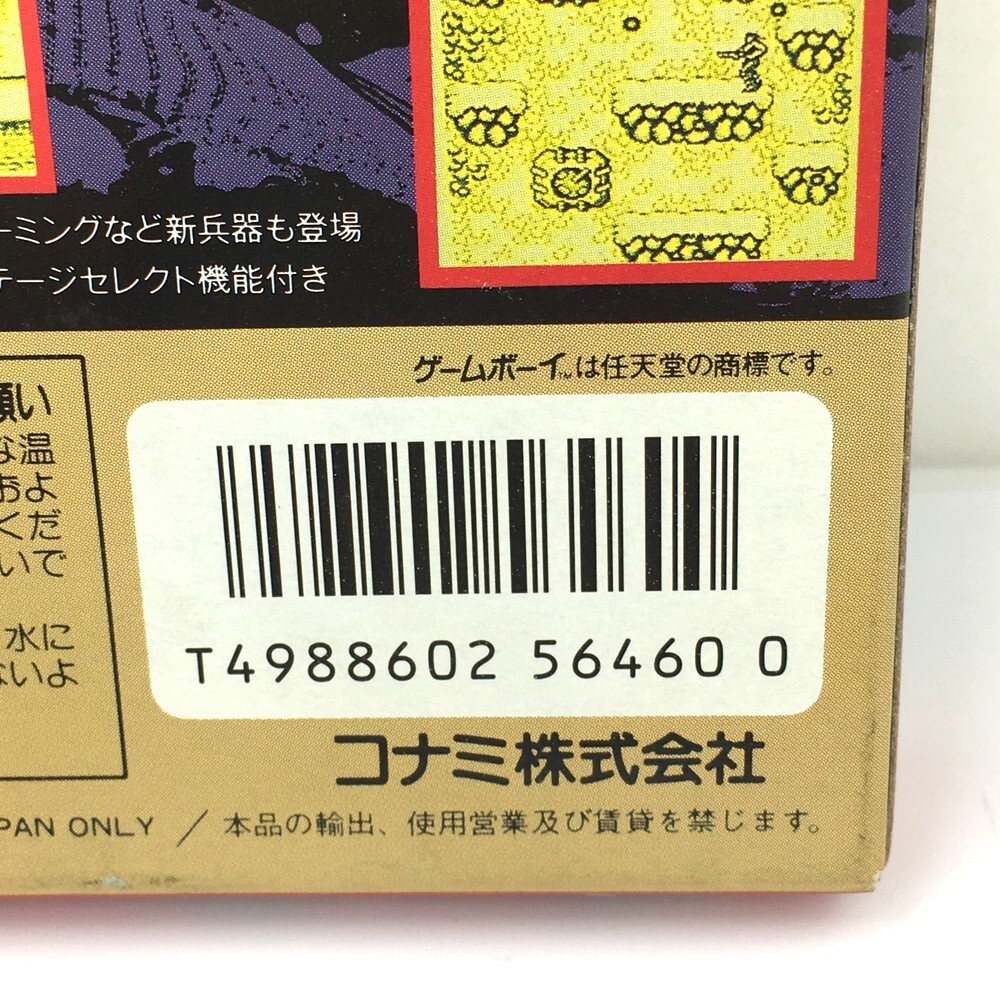 ーミングなど新兵器も登場
テージセレクト機能付き
ゲームボーイ™は任天堂の商標です。
願い
な温
およ
くだ
いで
水に
ないよ
T4988602 56460 0
コナミ株式会社
PAN ONLY / 本品の輸出、使用営業及び賃貸を禁じます。